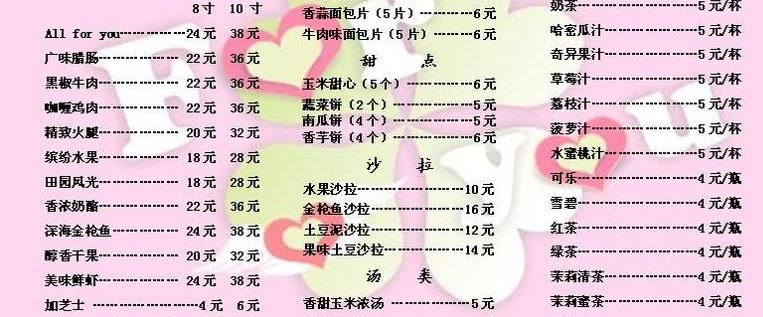 8寸 10寸
All for you 24元 38元
广味腊肠 22元 36元
黑椒牛肉 22元 36元
咖喱鸡肉 22元 36元
精致火腿 20元 32元
缤纷水果 18元 28元
田园风光 18元 28元
香浓奶酪 22元 36元
深海金枪鱼 24元 38元
醇香干果 20元 32元
美味鲜虾 24元 38元
加芝士 4元 6元
香蒜面包片（5片） 6元
牛肉味面包片（5片） 6元
甜 点
玉米甜心（5个） 6元
蔬菜饼（2个） 5元
南瓜饼（4个） 5元
香芋饼（4个） 6元
沙 拉
水果沙拉 10元
金枪鱼沙拉 16元
土豆泥沙拉 12元
果味土豆沙拉 14元
汤 类
香甜玉米浓汤 5元
奶茶 5元/杯
哈密瓜汁 5元/杯
奇异果汁 5元/杯
草莓汁 5元/杯
荔枝汁 5元/杯
菠萝汁 5元/杯
水蜜桃汁 5元/杯
可乐 4元/瓶
雪碧 4元/瓶
红茶 4元/瓶
绿茶 4元/瓶
茉莉清茶 4元/瓶
茉莉蜜茶 4元/瓶
For you